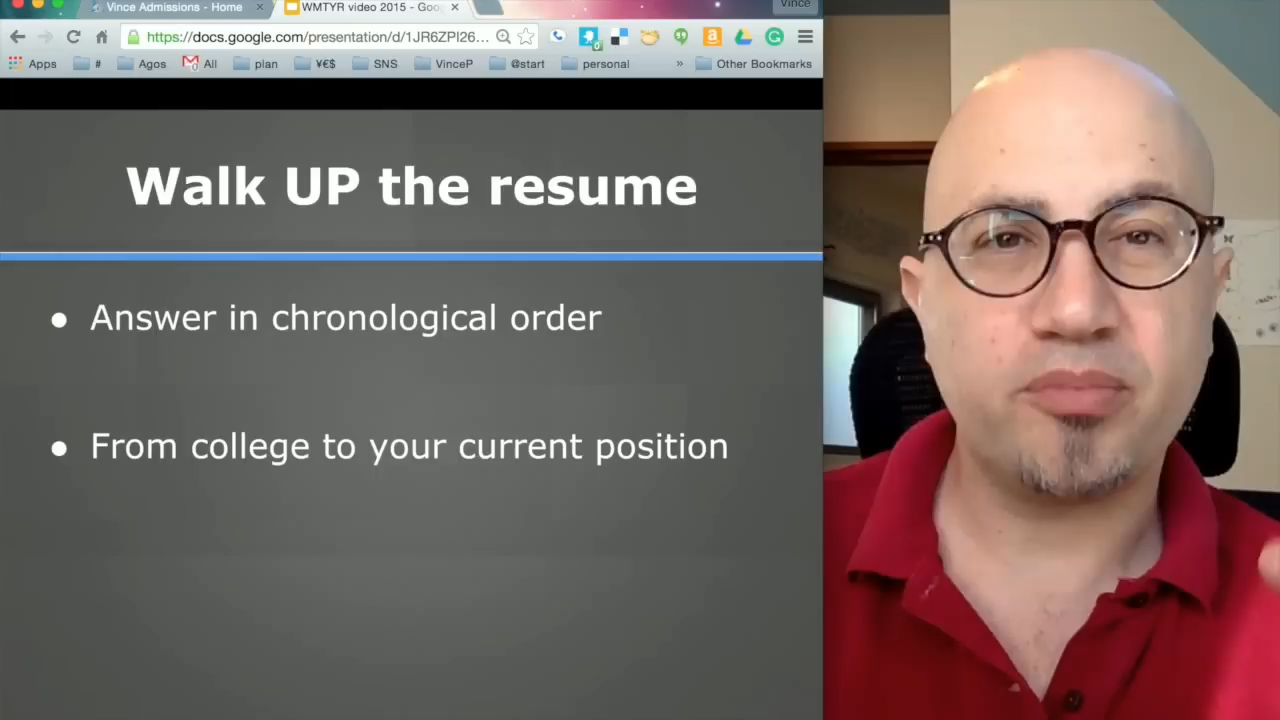 Vince Admissions - Home
WMTYR video 2015 - Goo
Vince
https://docs.google.com/presentation/d/1JR6ZPI26...
Apps
#
Agos
All
plan
¥€$
SNS
VinceP
@start
personal
»
Other Bookmarks
Walk UP the resume
● Answer in chronological order
● From college to your current position